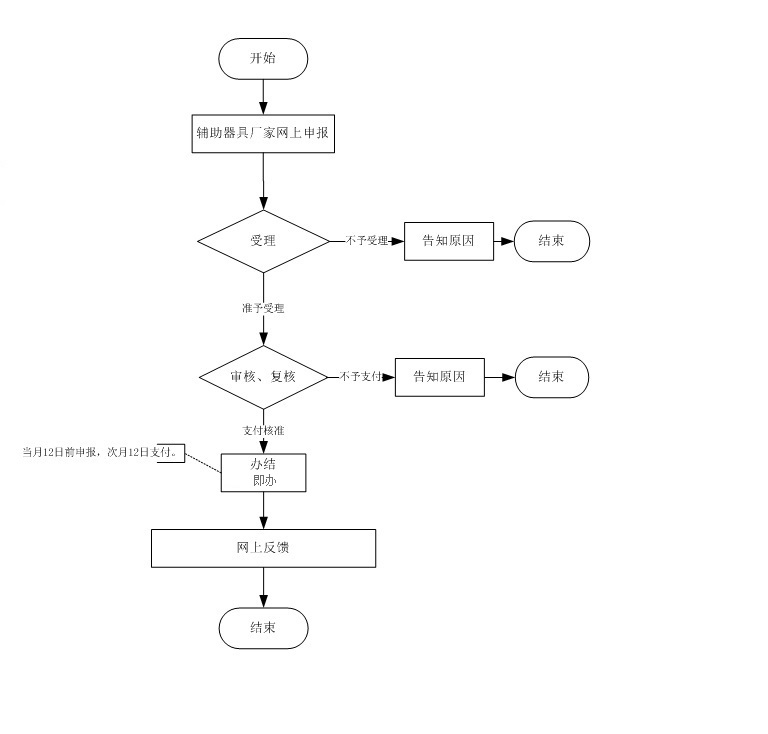 开始
辅助器具厂家网上申报
受理
不予受理
告知原因
结束
准予受理
审核、复核
不予支付
告知原因
结束
支付核准
当月12日前申报，次月12日支付。
办结
即办
网上反馈
结束